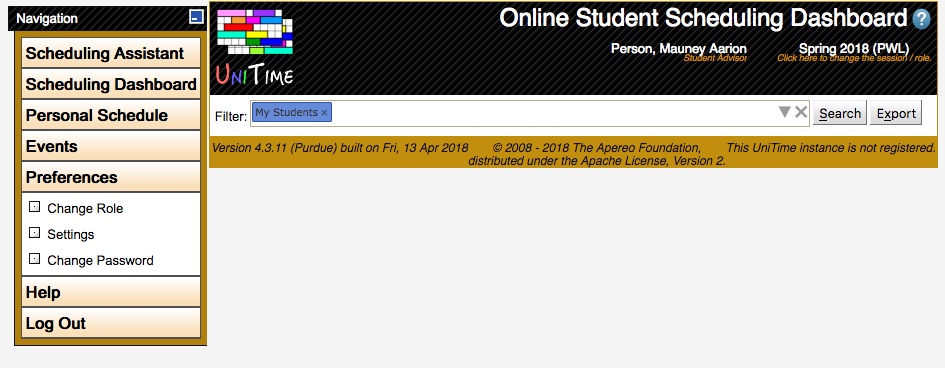 Navigation
Scheduling Assistant
Scheduling Dashboard
Personal Schedule
Events
Preferences
Change Role
Settings
Change Password
Help
Log Out
UNITIME
Online Student Scheduling Dashboard ?
Person, Mauney Aarion
Student Advisor
Spring 2018 (PWL)
Click here to change the session / role.
Filter: My Students × Search Export
Version 4.3.11 (Purdue) built on Fri, 13 Apr 2018 © 2008 - 2018 The Apereo Foundation, This UniTime instance is not registered.
distributed under the Apache License, Version 2.